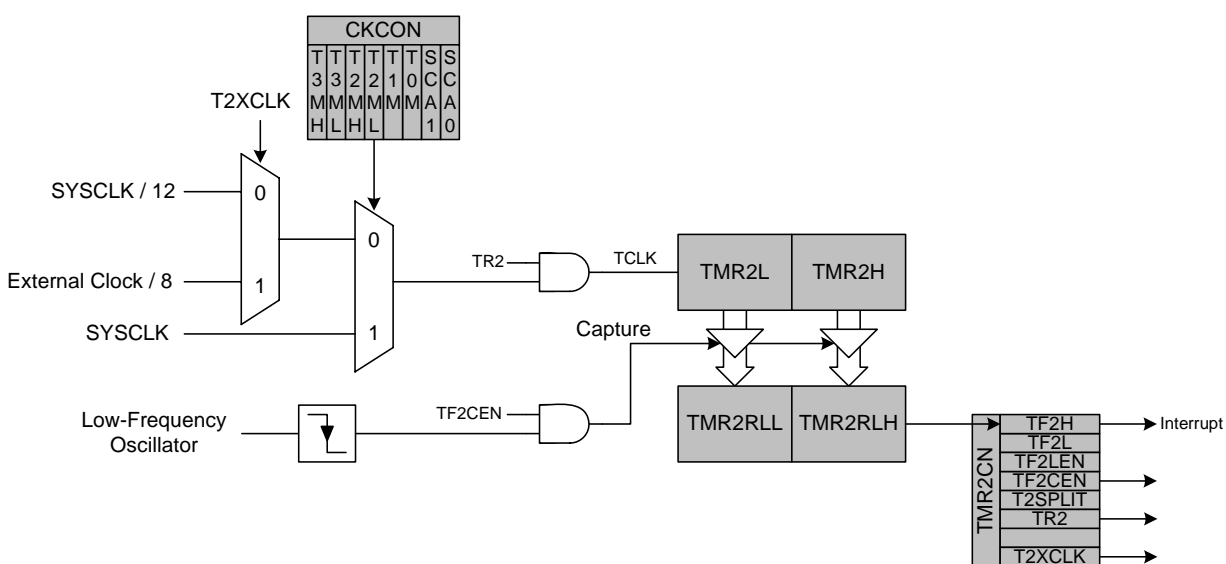 CKCON
T3MH
T3ML
T2MH
T2ML
T1M
T0M
SCA1
SCA0
T2XCLK
SYSCLK / 12
0
External Clock / 8
1
SYSCLK
0
1
TR2
TCLK
TMR2L
TMR2H
Capture
Low-Frequency
Oscillator
TF2CEN
TMR2RLL
TMR2RLH
TMR2CN
TF2H
TF2L
TF2LEN
TF2CEN
T2SPLIT
TR2
T2XCLK
Interrupt